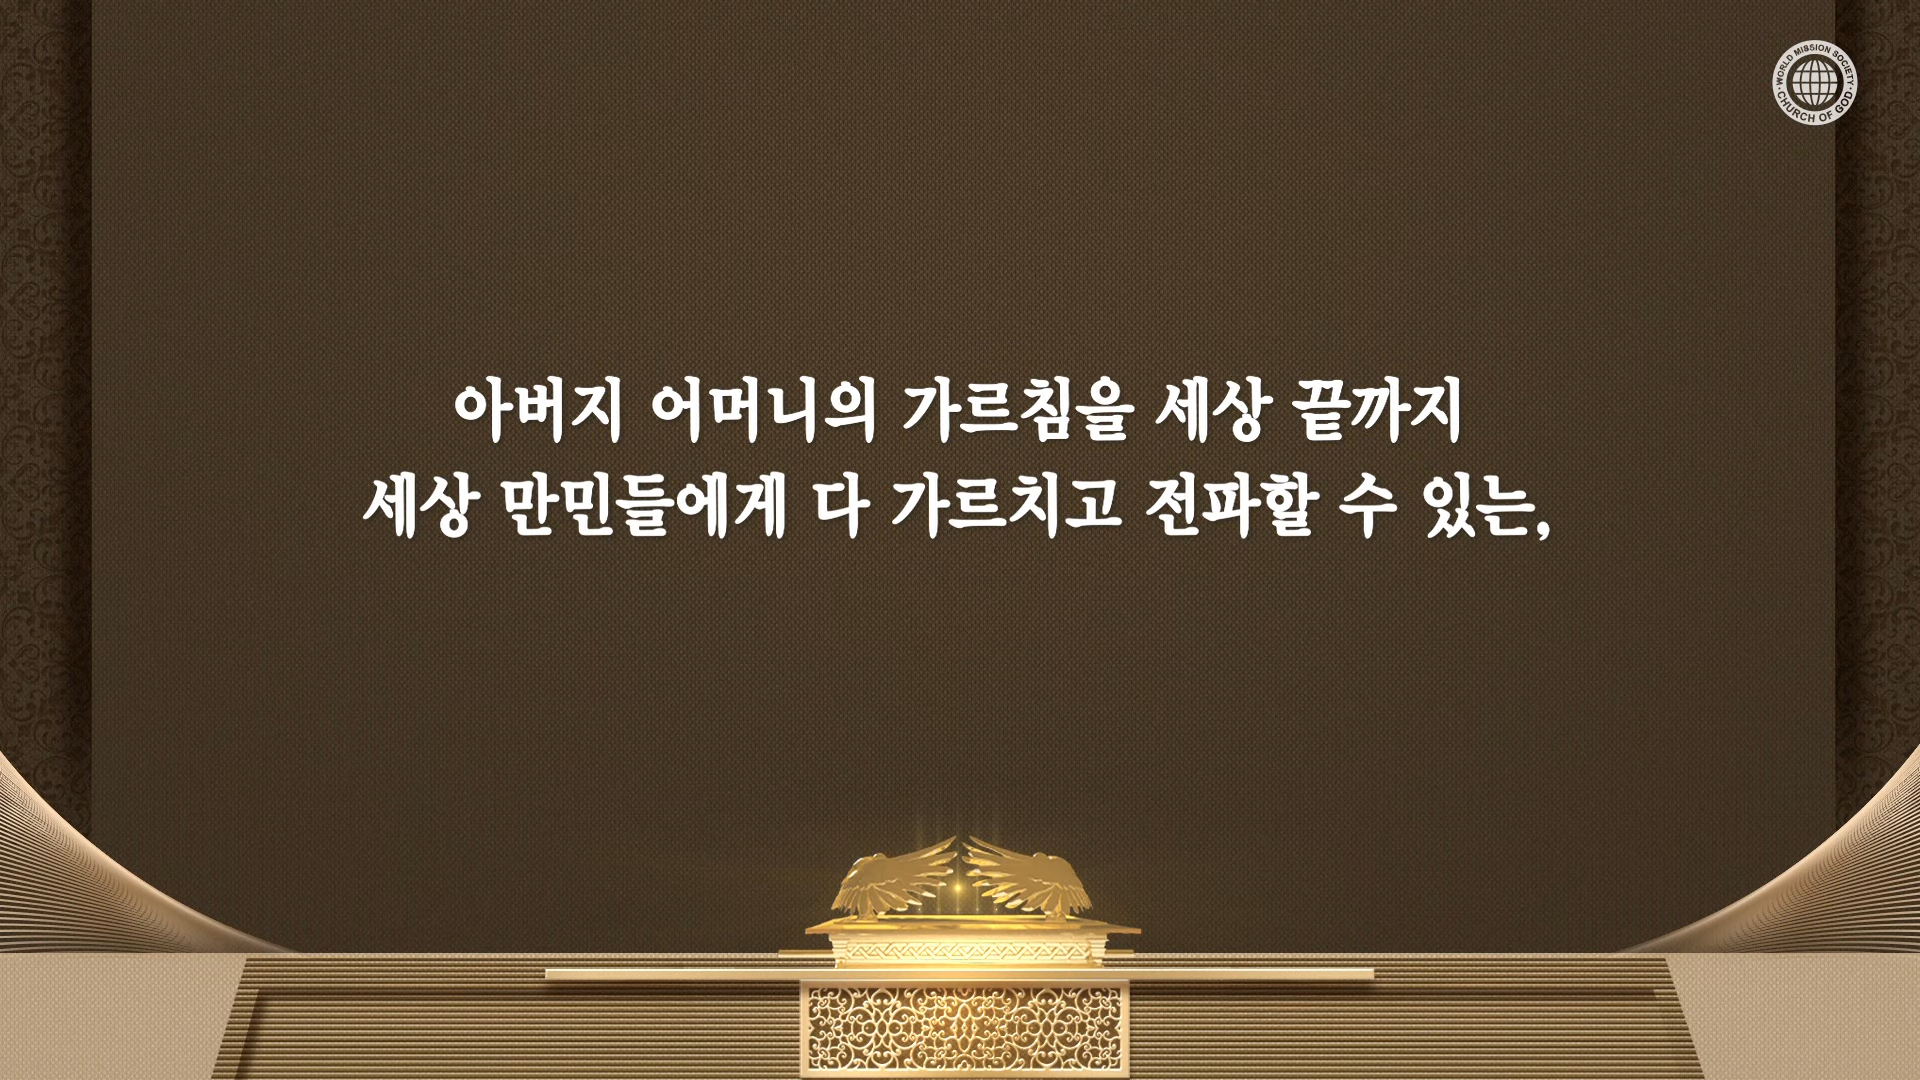 WORLD MISSION SOCIETY
CHURCH OF GOD
아버지 어머니의 가르침을 세상 끝까지
세상 만민들에게 다 가르치고 전파할 수 있는,